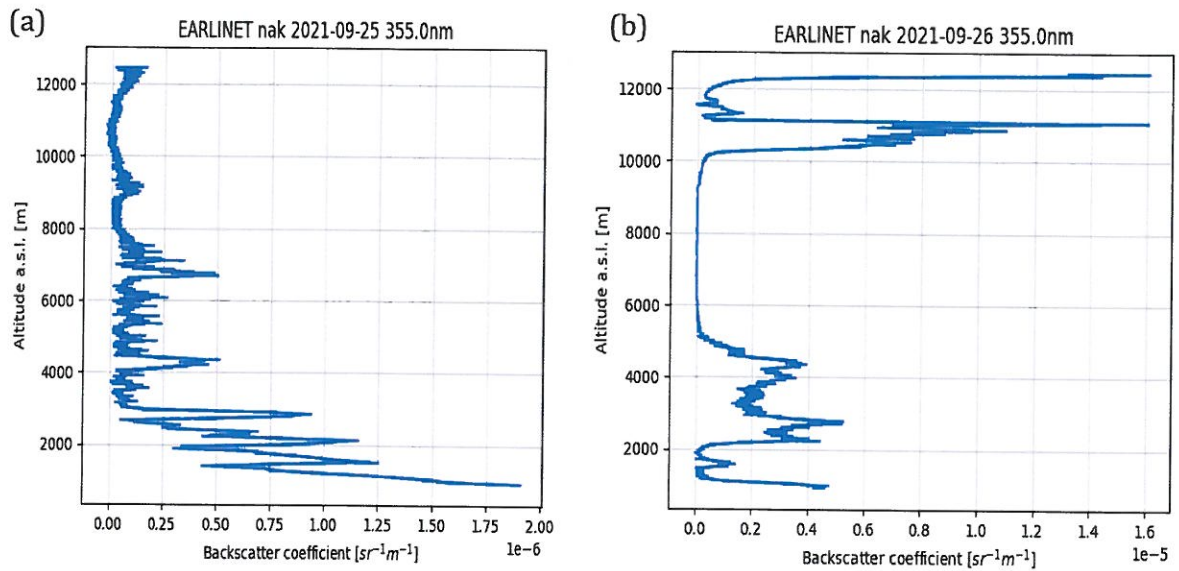 (a)
EARLINET nak 2021-09-25 355.0nm
12000
10000
8000
6000
4000
2000
Altitude a.s.l. [m]
0.00 0.25 0.50 0.75 1.00 1.25 1.50 1.75 2.00
1e-6
Backscatter coefficient [sr⁻¹m⁻¹]
(b)
EARLINET nak 2021-09-26 355.0nm
12000
10000
8000
6000
4000
2000
Altitude a.s.l. [m]
0.0 0.2 0.4 0.6 0.8 1.0 1.2 1.4 1.6
1e-5
Backscatter coefficient [sr⁻¹m⁻¹]